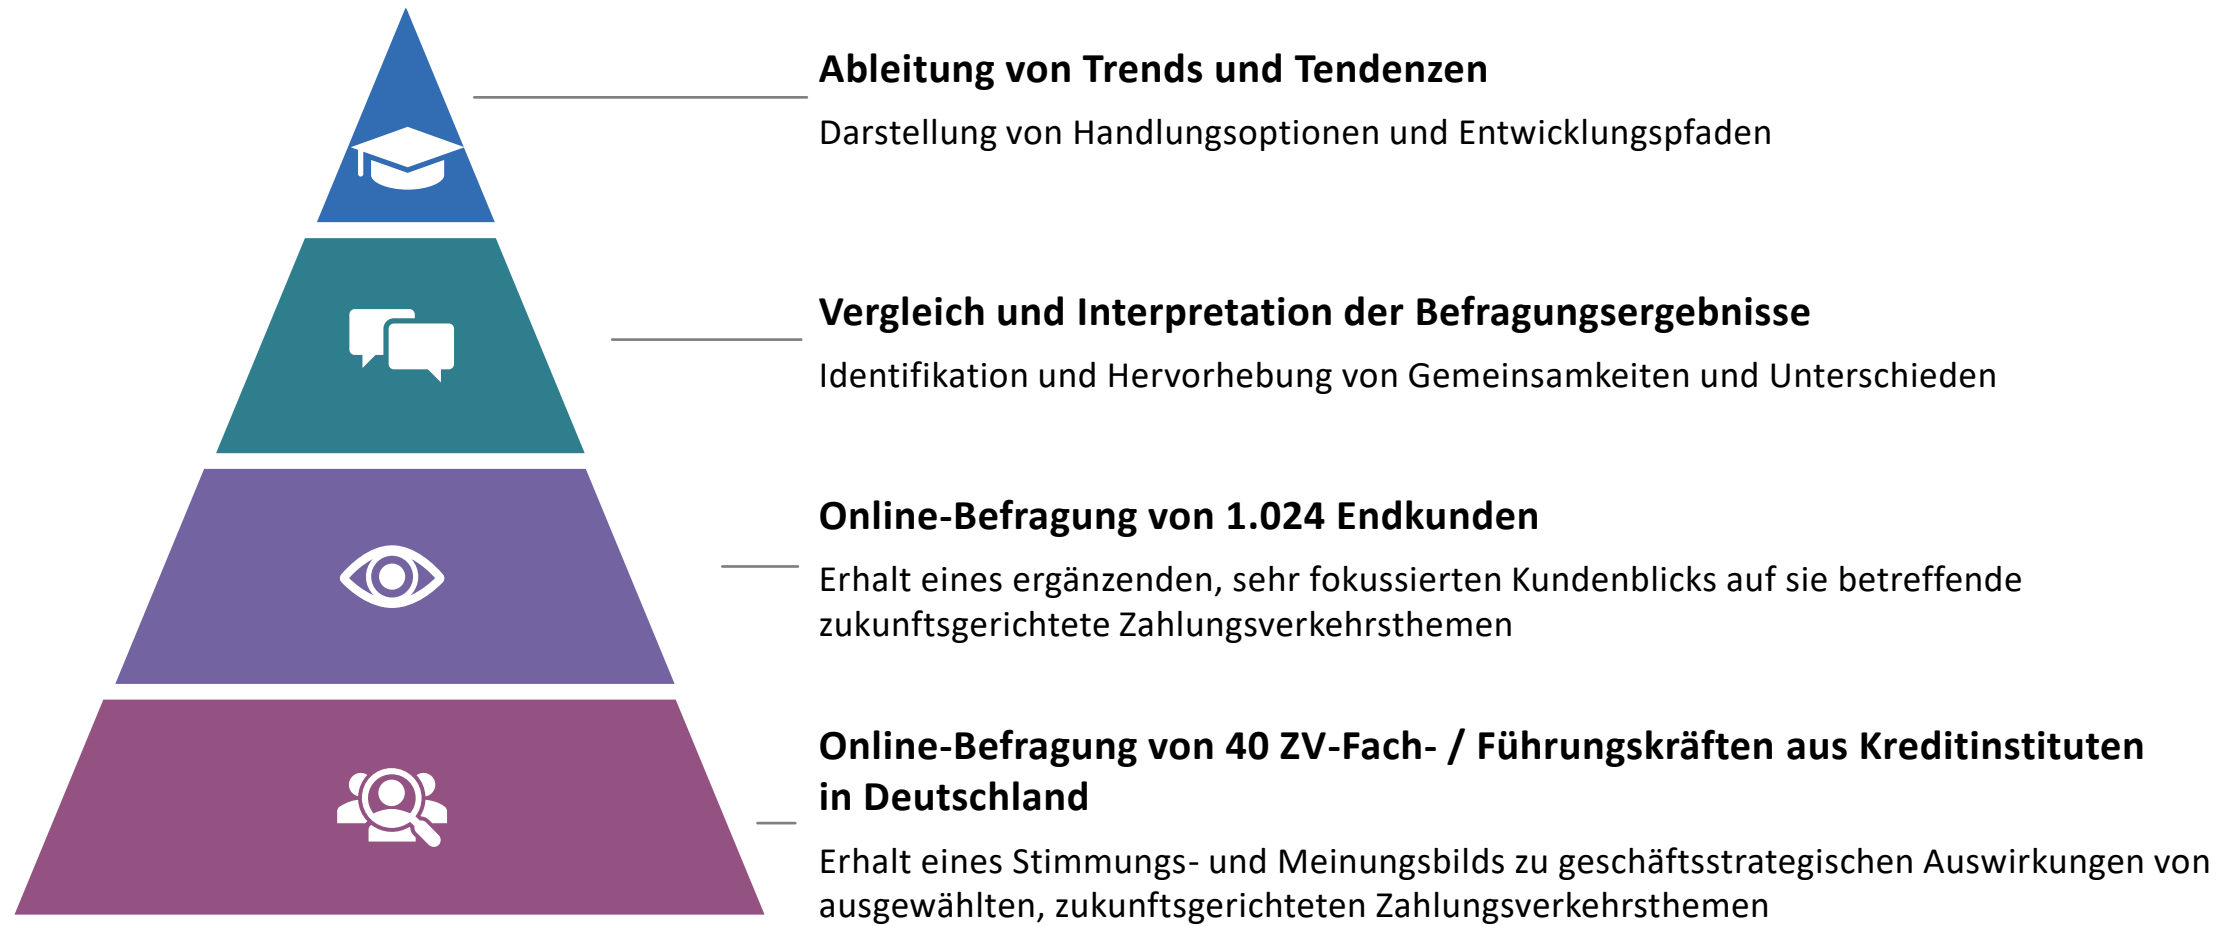 Ableitung von Trends und Tendenzen
Darstellung von Handlungsoptionen und Entwicklungspfaden
Vergleich und Interpretation der Befragungsergebnisse
Identifikation und Hervorhebung von Gemeinsamkeiten und Unterschieden
Online-Befragung von 1.024 Endkunden
Erhalt eines ergänzenden, sehr fokussierten Kundenblicks auf sie betreffende
zukunftsgerichtete Zahlungsverkehrsthemen
Online-Befragung von 40 ZV-Fach- / Führungskräften aus Kreditinstituten
in Deutschland
Erhalt eines Stimmungs- und Meinungsbilds zu geschäftsstrategischen Auswirkungen von
ausgewählten, zukunftsgerichteten Zahlungsverkehrsthemen